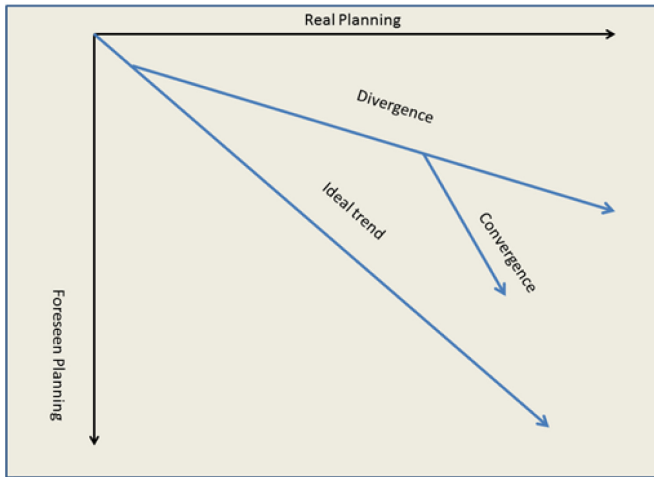 Real Planning
Divergence
Ideal trend
Convergence
Foreseen Planning